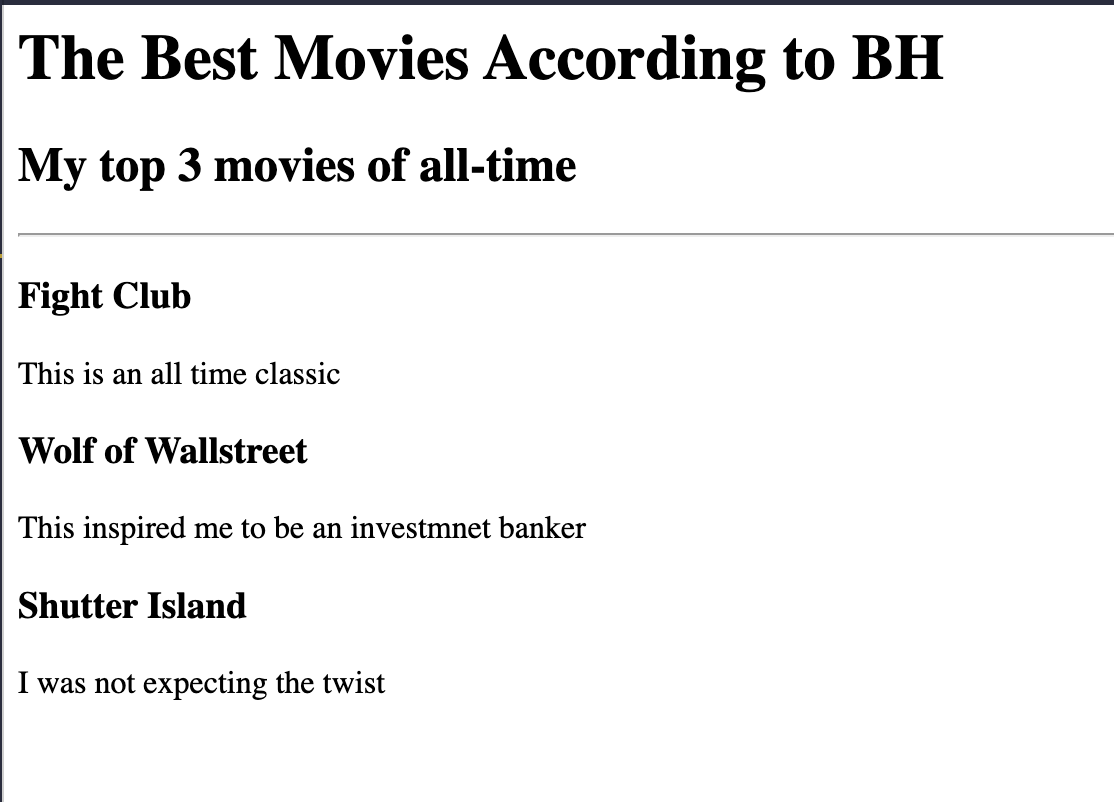 The Best Movies According to BH
My top 3 movies of all-time
Fight Club
This is an all time classic
Wolf of Wallstreet
This inspired me to be an investmnet banker
Shutter Island
I was not expecting the twist